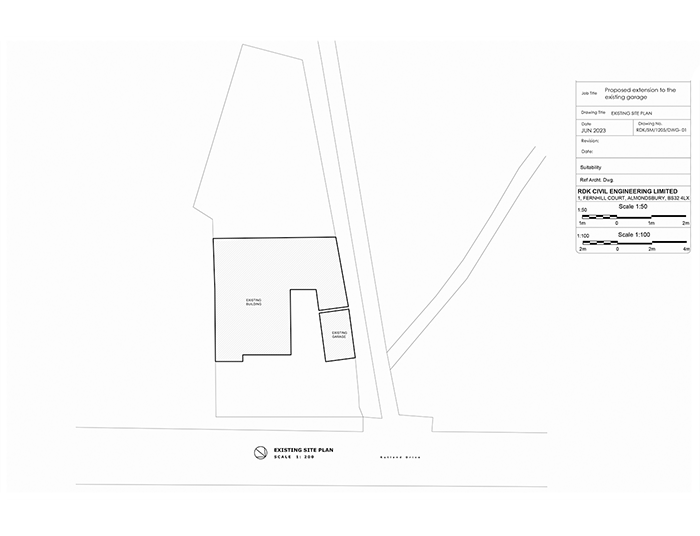 Job Title Proposed extension to the
existing garage
Drawing Title EXISTING SITE PLAN
Date
JUN 2023
Drawing No.
RDK/SM/1203/DWG- 01
Revision:
Date:
Suitability
Ref Archt. Dwg.
RDK CIVIL ENGINEERING LIMITED
1, FERNHILL COURT, ALMONDSBURY, BS32 4LX
1:50 Scale 1:50
1m 0 1m 2m
1:100 Scale 1:100
2m 0 2m 4m
EXISTING
BUILDING
EXISTING
GARAGE
EXISTING SITE PLAN
SCALE 1: 200
Rutland Drive